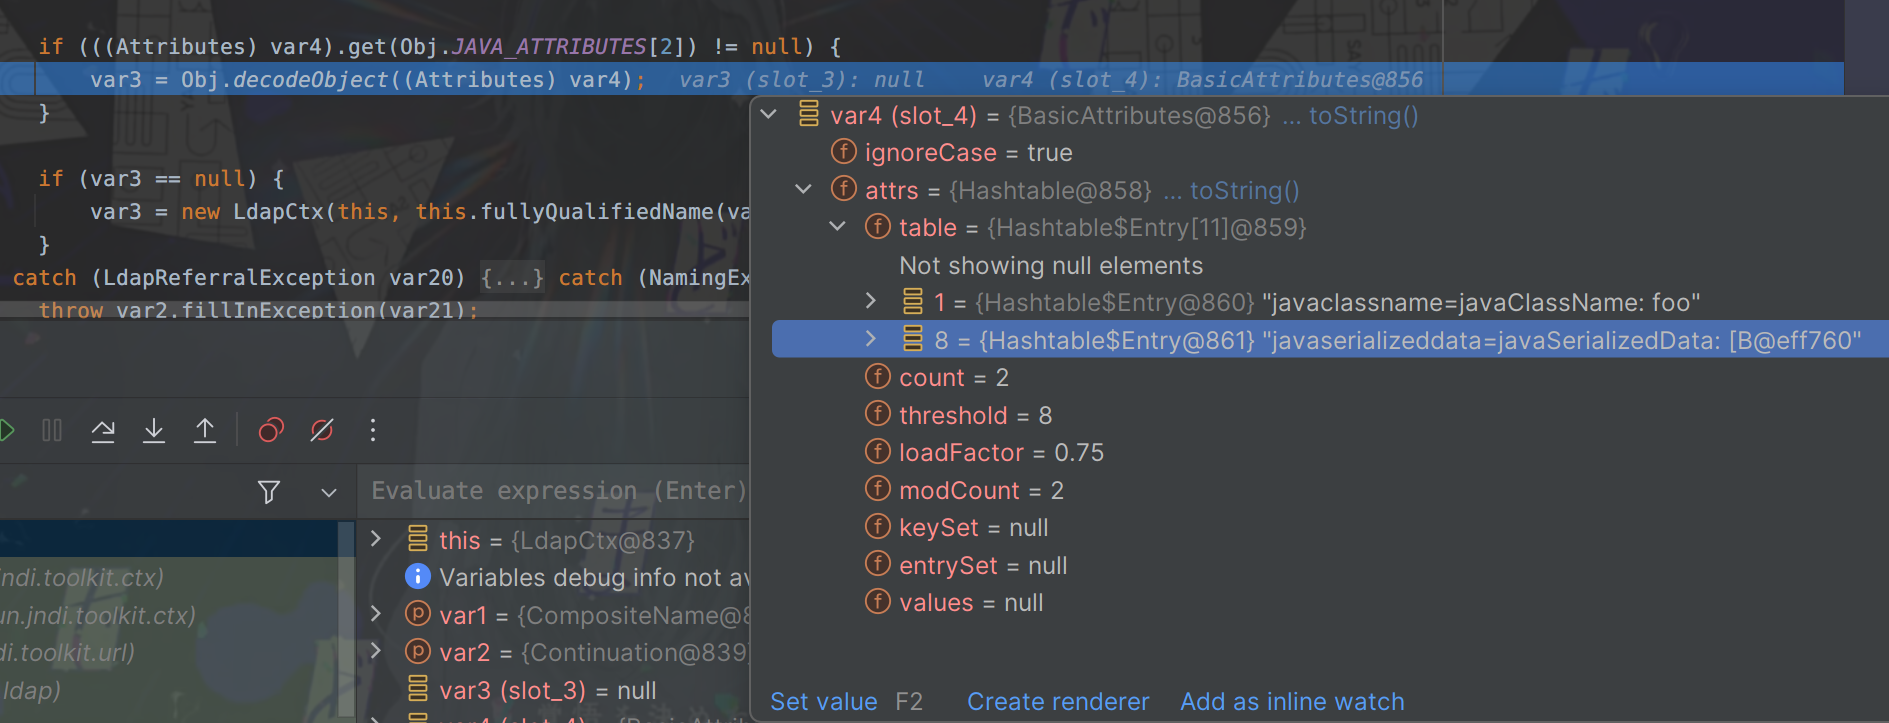 if (((Attributes) var4).get(Obj.JAVA_ATTRIBUTES[2]) != null) {
var3 = Obj.decodeObject((Attributes) var4); var3 (slot_3): null var4 (slot_4): BasicAttributes@856
}
if (var3 == null) {
var3 = new LdapCtx(this, this.fullyQualifiedName(va
}
catch (LdapReferralException var20) {...} catch (NamingEx
throw var2.fillInException(var21);
var4 (slot_4) = {BasicAttributes@856} ... toString()
ignoreCase = true
attrs = {Hashtable@858} ... toString()
table = {Hashtable$Entry[11]@859}
Not showing null elements
1 = {Hashtable$Entry@860} "javaclassname=javaClassName: foo"
8 = {Hashtable$Entry@861} "javaserializeddata=javaSerializedData: [B@eff760"
count = 2
threshold = 8
loadFactor = 0.75
modCount = 2
keySet = null
entrySet = null
values = null
Set value F2 Create renderer Add as inline watch
Evaluate expression (Enter)
this = {LdapCtx@837}
Variables debug info not av
var1 = {CompositeName@8
var2 = {Continuation@839}
var3 (slot_3) = null
jndi.toolkit.ctx)
un.jndi.toolkit.ctx)
di.toolkit.url)
ldap)